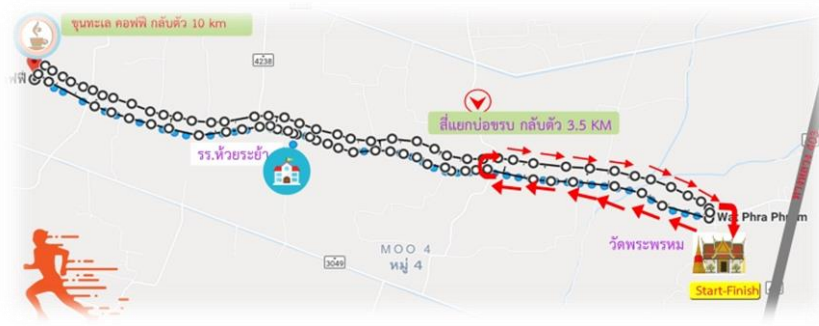 ขุนทะเล คอฟฟี่ กลับตัว 10 km
4238
สี่แยกบ่อขรบ กลับตัว 3.5 KM
รร.ห้วยระย้า
Wat Phra Phrom
วัดพระพรหม
MOO 4
หมู่ 4
3049
Start-Finish